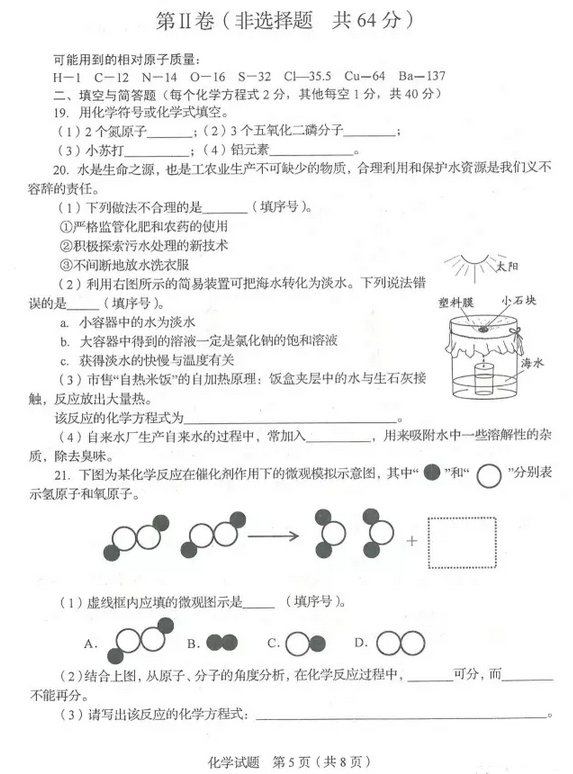 第Ⅱ卷（非选择题 共 64 分）
可能用到的相对原子质量：
H—1 C—12 N—14 O—16 S—32 Cl—35.5 Cu—64 Ba—137
二、填空与简答题（每个化学方程式 2 分，其他每空 1 分，共 40 分）
19. 用化学符号或化学式填空。
（1）2 个氮原子______；（2）3 个五氧化二磷分子______；
（3）小苏打______；（4）铝元素______。
20. 水是生命之源，也是工农业生产不可缺少的物质，合理利用和保护水资源是我们义不
容辞的责任。
（1）下列做法不合理的是______（填序号）。
①严格监管化肥和农药的使用
②积极探索污水处理的新技术
③不间断地放水洗衣服
（2）利用右图所示的简易装置可把海水转化为淡水。下列说法错
误的是_____（填序号）。
a. 小容器中的水为淡水
b. 大容器中得到的溶液一定是氯化钠的饱和溶液
c. 获得淡水的快慢与温度有关
太阳
塑料膜 小石块
海水
（3）市售“自热米饭”的自加热原理：饭盒夹层中的水与生石灰接
触，反应放出大量热。
该反应的化学方程式为______________________________。
（4）自来水厂生产自来水的过程中，常加入_________，用来吸附水中一些溶解性的杂
质，除去臭味。
21. 下图为某化学反应在催化剂作用下的微观模拟示意图，其中“ ”和“ ”分别表
示氢原子和氧原子。
+
（1）虚线框内应填的微观图示是_____ （填序号）。
A. B. C. D.
（2）结合上图，从原子、分子的角度分析，在化学反应过程中，______可分，而_______
不能再分。
（3）请写出该反应的化学方程式：______________________________。
化学试题 第 5 页（共 8 页）